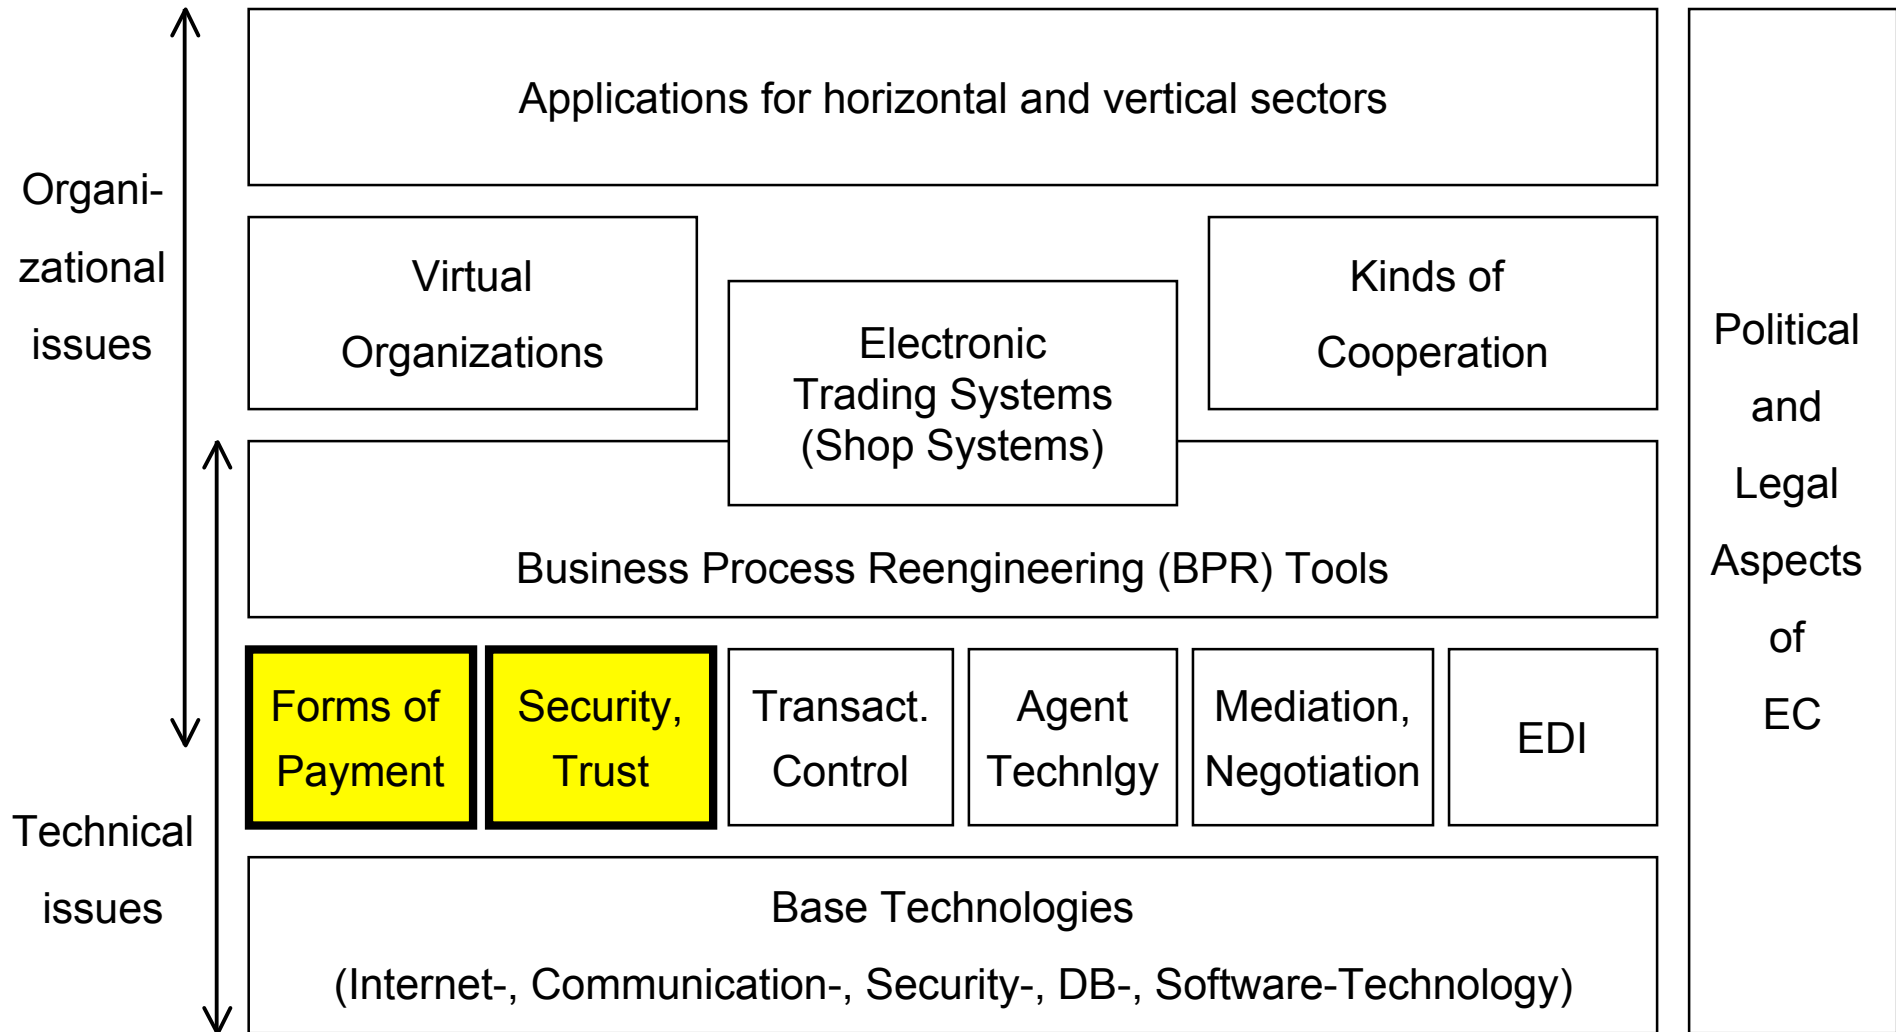 Applications for horizontal and vertical sectors
Organi-
zational
issues
Virtual
Organizations
Electronic
Trading Systems
(Shop Systems)
Kinds of
Cooperation
Business Process Reengineering (BPR) Tools
Forms of
Payment
Security,
Trust
Transact.
Control
Agent
Technlgy
Mediation,
Negotiation
EDI
Technical
issues
Base Technologies
(Internet-, Communication-, Security-, DB-, Software-Technology)
Political
and
Legal
Aspects
of
EC